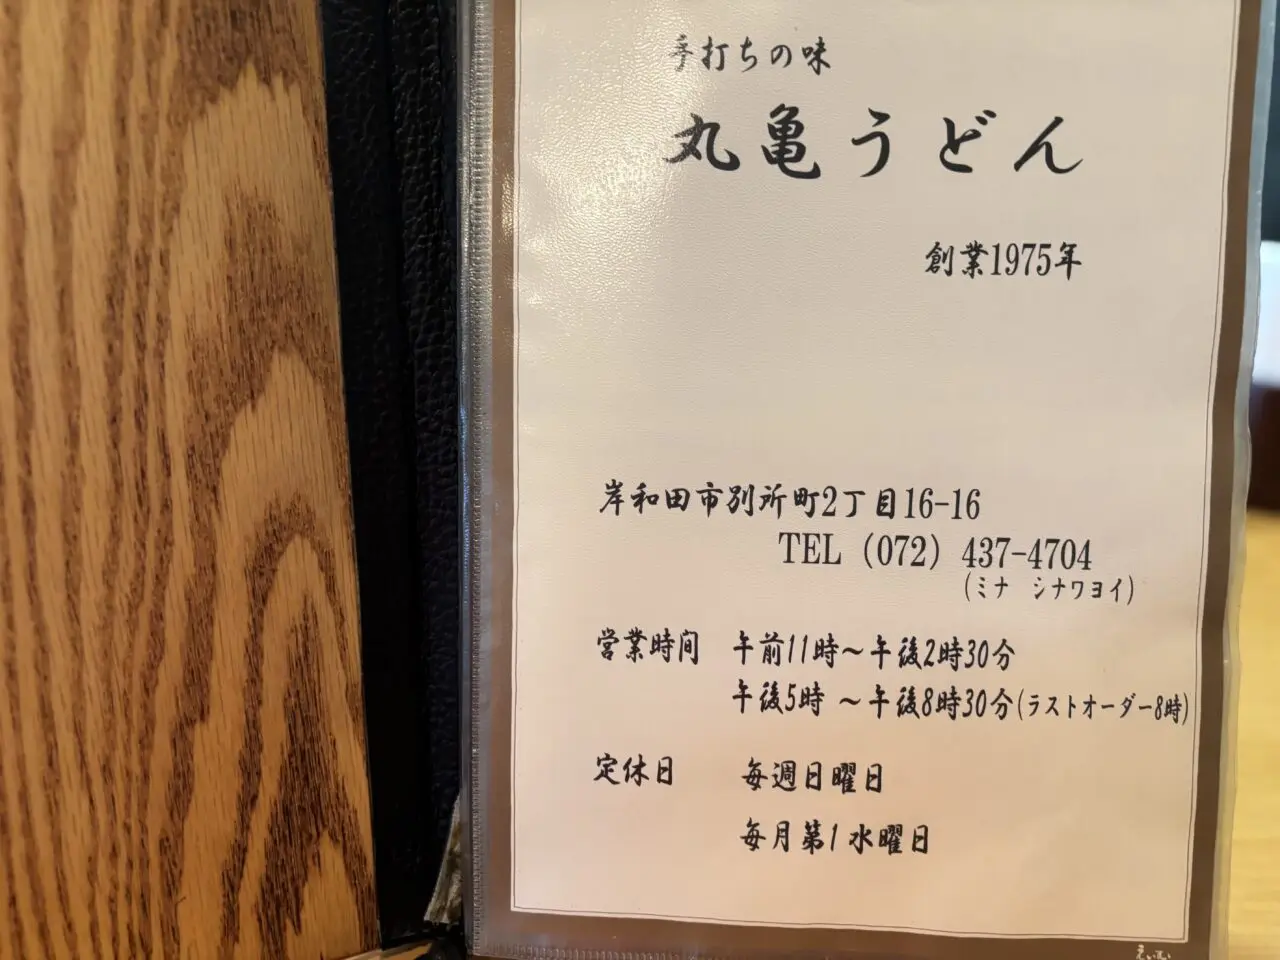 手打ちの味
丸亀うどん
創業1975年
岸和田市別所町2丁目16-16
TEL (072) 437-4704
(ミナ シナワヨイ)
営業時間 午前11時～午後2時30分
午後5時 ～午後8時30分(ラストオーダー8時)
定休日 毎週日曜日
毎月第1水曜日